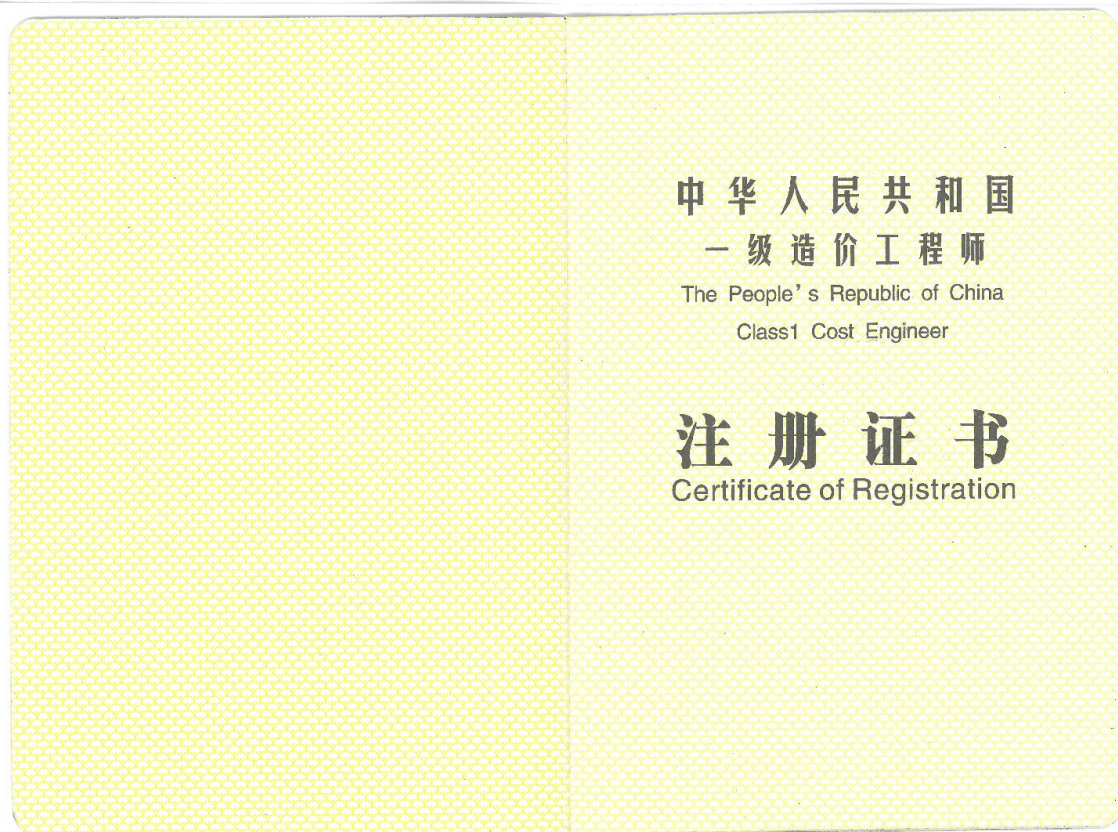 中华人民共和国
一级造价工程师
The People's Republic of China
Class1 Cost Engineer
注册证书
Certificate of Registration